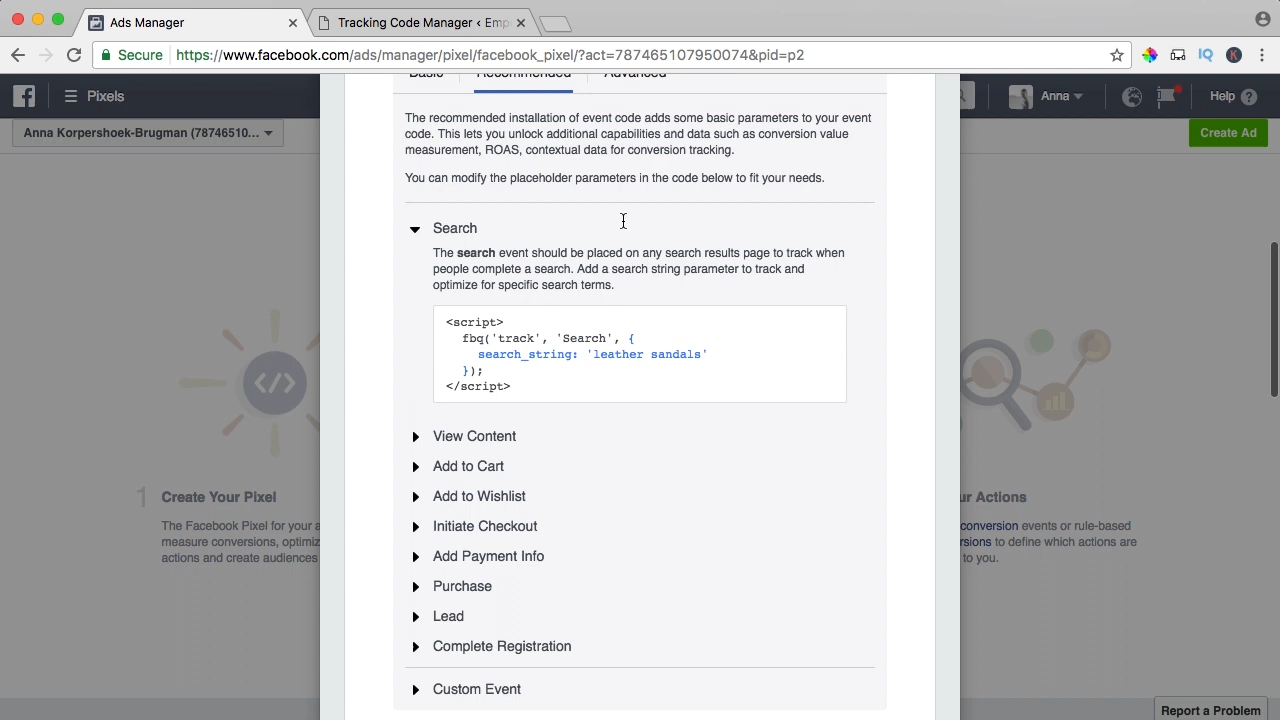 Ads Manager
Tracking Code Manager ‹ Emp
Secure
https://www.facebook.com/ads/manager/pixel/facebook_pixel/?act=787465107950074&pid=p2
Basic Recommended Advanced
Pixels
Anna
Help
Anna Korpershoek-Brugman (78746510...
Create Ad
The recommended installation of event code adds some basic parameters to your event
code. This lets you unlock additional capabilities and data such as conversion value
measurement, ROAS, contextual data for conversion tracking.
You can modify the placeholder parameters in the code below to fit your needs.
Search
The search event should be placed on any search results page to track when
people complete a search. Add a search string parameter to track and
optimize for specific search terms.
<script>
fbq('track', 'Search', {
search_string: 'leather sandals'
});
</script>
View Content
Add to Cart
Add to Wishlist
Initiate Checkout
Add Payment Info
Purchase
Lead
Complete Registration
Custom Event
1 Create Your Pixel
The Facebook Pixel for your a
measure conversions, optimiz
actions and create audiences
ur Actions
conversion events or rule-based
rsions to define which actions are
to you.
Report a Problem